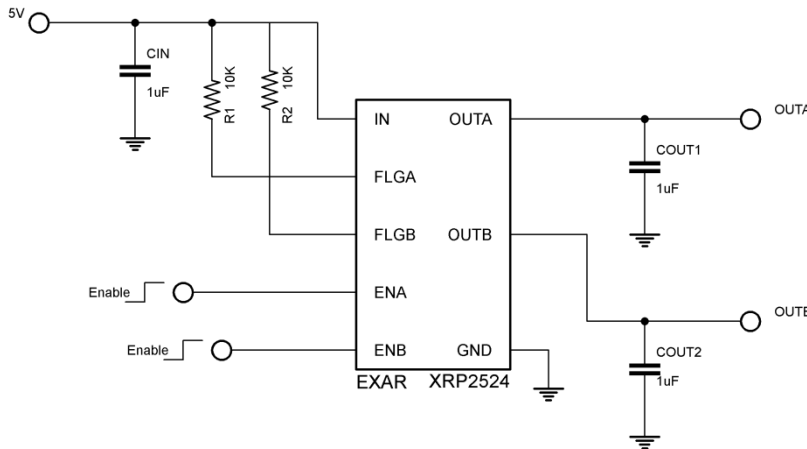 5V
CIN
1uF
10K
R1
10K
R2
IN
OUTA
OUTA
FLGA
COUT1
1uF
FLGB
OUTB
Enable
ENA
OUTB
Enable
ENB
GND
COUT2
1uF
EXAR
XRP2524